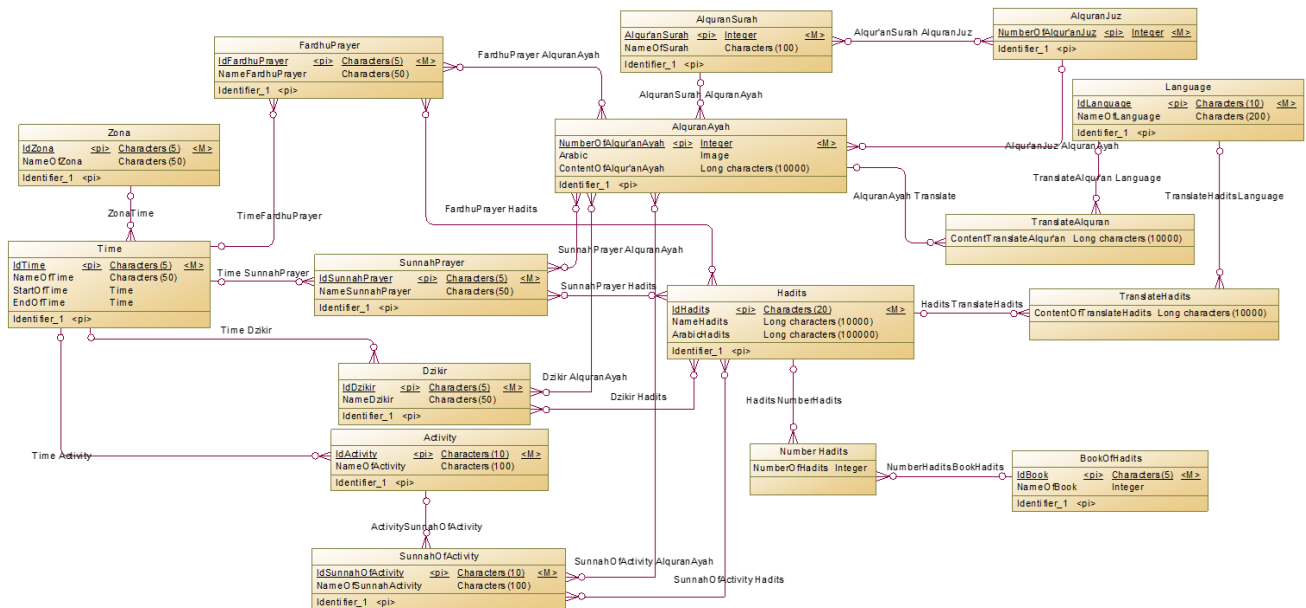 AlquranSurah
AlqurʼanSurah <pi> Integer <M>
NameOfSurah Characters (100)
Identifier_1 <pi>
AlquranJuz
NumberOfAlqur'anJuz <pi> Integer <M>
Identifier_1 <pi>
Alqur'anSurah AlquranJuz
FardhuPrayer
IdFardhuPrayer <pi> Characters (5) <M>
NameFardhuPrayer Characters (50)
Identifier_1 <pi>
FardhuPrayer AlquranAyah
AlquranSurah AlquranAyah
Language
IdLanguage <pi> Characters (10) <M>
NameOfLanguage Characters (200)
Identifier_1 <pi>
Zona
IdZona <pi> Characters (5) <M>
NameOfZona Characters (50)
Identifier_1 <pi>
AlquranAyah
NumberOfAlqur'anAyah <pi> Integer <M>
Arabic Image
ContentOfAlqur'anAyah Long characters (10000)
Identifier_1 <pi>
Alqur'anJuz AlquranAyah
TranslateAlqur'an Language
AlquranAyah Translate
TranslateHaditsLanguage
ZonaTime
TimeFardhuPrayer
FardhuPrayer Hadits
TranslateAlquran
ContentTranslateAlqur'an Long characters (10000)
Time
IdTime <pi> Characters (5) <M>
NameOfTime Characters (50)
StartOfTime Time
EndOfTime Time
Identifier_1 <pi>
Time SunnahPrayer
SunnahPrayer
IdSunnahPrayer <pi> Characters (5) <M>
NameSunnahPrayer Characters (50)
Identifier_1 <pi>
SunnahPrayer AlquranAyah
SunnahPrayer Hadits
Hadits
IdHadits <pi> Characters (20) <M>
NameHadits Long characters (10000)
ArabicHadits Long characters (100000)
Identifier_1 <pi>
HaditsTranslateHadits
TranslateHadits
ContentOfTranslateHadits Long characters (10000)
Time Dzikir
Dzikir
IdDzikir <pi> Characters (5) <M>
NameDzikir Characters (50)
Identifier_1 <pi>
Dzikir AlquranAyah
Dzikir Hadits
HaditsNumberHadits
Time Activity
Activity
IdActivity <pi> Characters (10) <M>
NameOfActivity Characters (100)
Identifier_1 <pi>
Number Hadits
NumberOfHadits Integer
NumberHaditsBookHadits
BookOfHadits
IdBook <pi> Characters (5) <M>
NameOfBook Integer
Identifier_1 <pi>
ActivitySunnahOfActivity
SunnahOfActivity
IdSunnahOfActivity <pi> Characters (10) <M>
NameOfSunnahActivity Characters (100)
Identifier_1 <pi>
SunnahOfActivity AlquranAyah
SunnahOfActivity Hadits